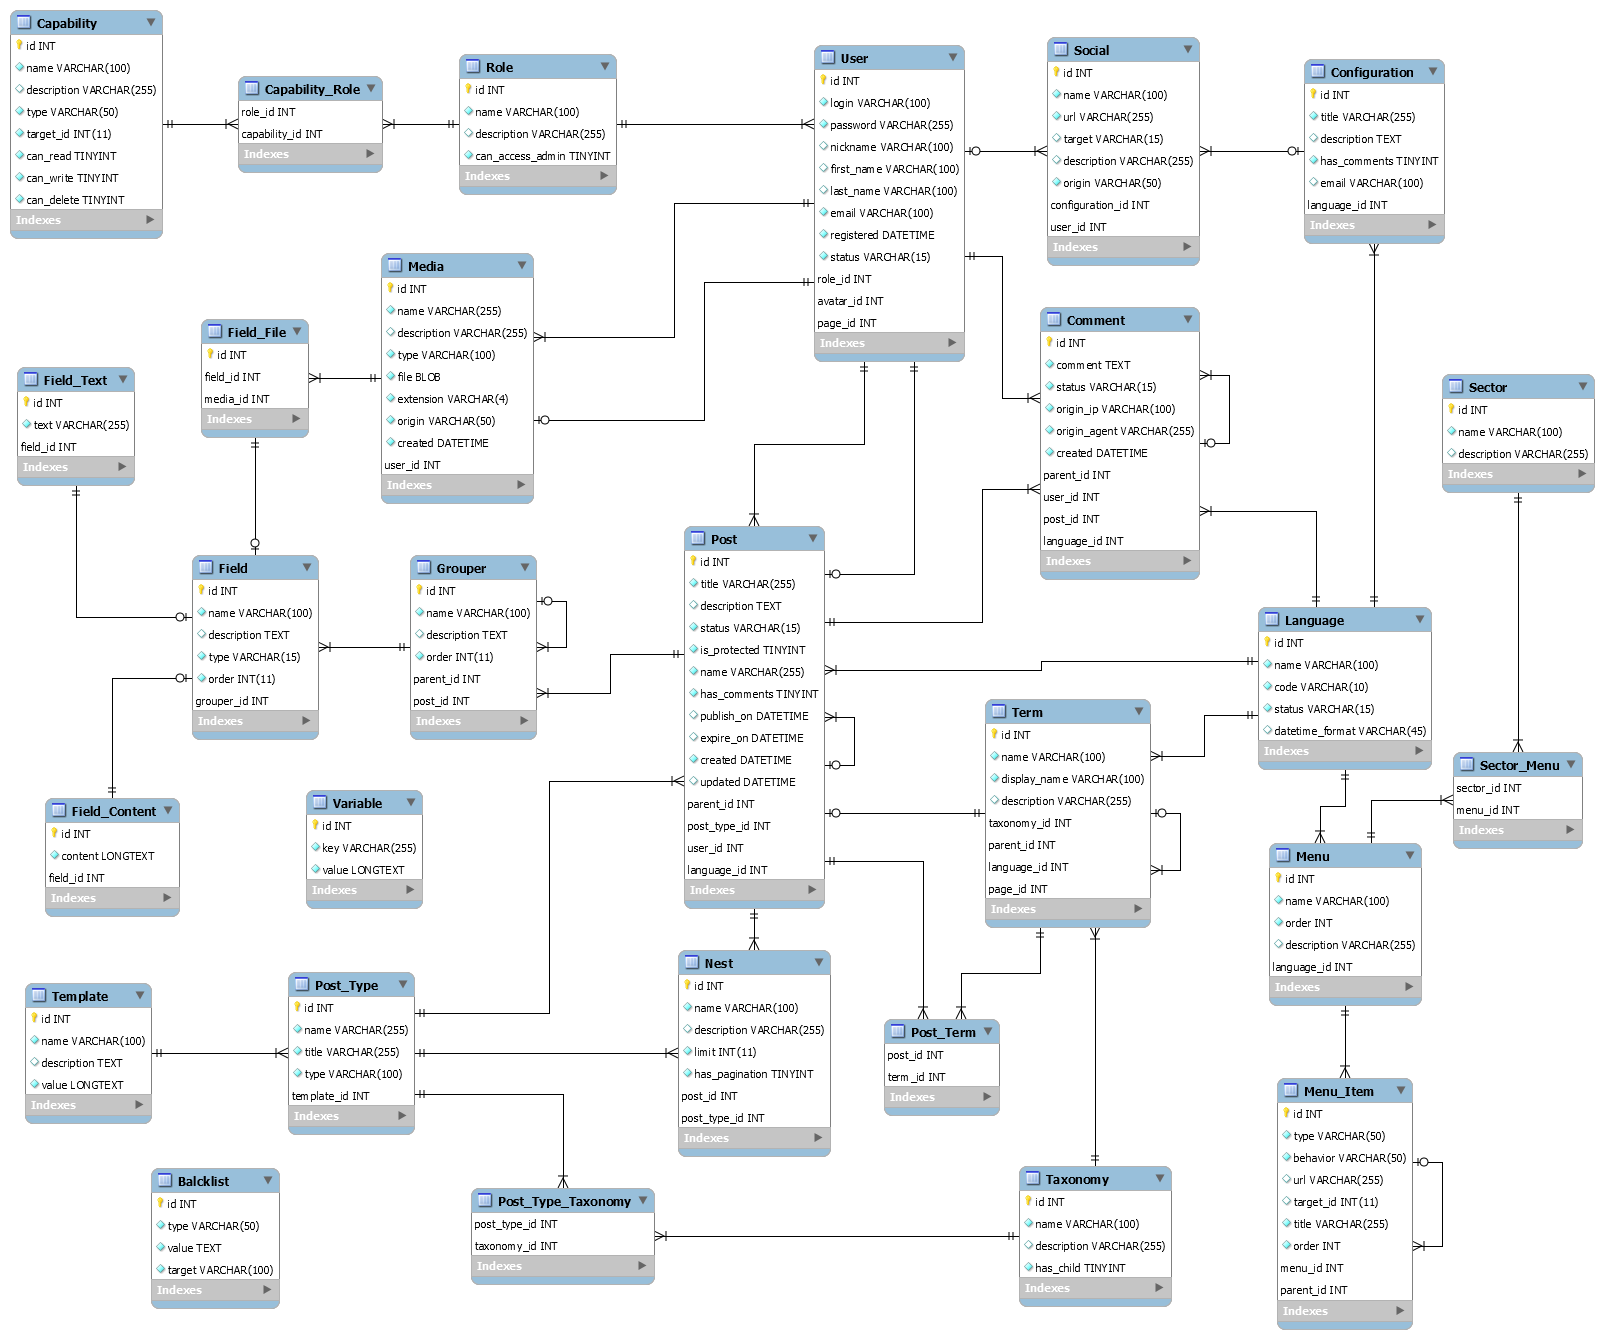 Capability
id INT
name VARCHAR(100)
description VARCHAR(255)
type VARCHAR(50)
target_id INT(11)
can_read TINYINT
can_write TINYINT
can_delete TINYINT
Indexes
Capability_Role
role_id INT
capability_id INT
Indexes
Role
id INT
name VARCHAR(100)
description VARCHAR(255)
can_access_admin TINYINT
Indexes
User
id INT
login VARCHAR(100)
password VARCHAR(255)
nickname VARCHAR(100)
first_name VARCHAR(100)
last_name VARCHAR(100)
email VARCHAR(100)
registered DATETIME
status VARCHAR(15)
role_id INT
avatar_id INT
page_id INT
Indexes
Social
id INT
name VARCHAR(100)
url VARCHAR(255)
target VARCHAR(15)
description VARCHAR(255)
origin VARCHAR(50)
configuration_id INT
user_id INT
Indexes
Configuration
id INT
title VARCHAR(255)
description TEXT
has_comments TINYINT
email VARCHAR(100)
language_id INT
Indexes
Media
id INT
name VARCHAR(255)
description VARCHAR(255)
type VARCHAR(100)
file BLOB
extension VARCHAR(4)
origin VARCHAR(50)
created DATETIME
user_id INT
Indexes
Field_File
id INT
field_id INT
media_id INT
Indexes
Field_Text
id INT
text VARCHAR(255)
field_id INT
Indexes
Comment
id INT
comment TEXT
status VARCHAR(15)
origin_ip VARCHAR(100)
origin_agent VARCHAR(255)
created DATETIME
parent_id INT
user_id INT
post_id INT
language_id INT
Indexes
Sector
id INT
name VARCHAR(100)
description VARCHAR(255)
Indexes
Field
id INT
name VARCHAR(100)
description TEXT
type VARCHAR(15)
order INT(11)
grouper_id INT
Indexes
Grouper
id INT
name VARCHAR(100)
description TEXT
order INT(11)
parent_id INT
post_id INT
Indexes
Post
id INT
title VARCHAR(255)
description TEXT
status VARCHAR(15)
is_protected TINYINT
name VARCHAR(255)
has_comments TINYINT
publish_on DATETIME
expire_on DATETIME
created DATETIME
updated DATETIME
parent_id INT
post_type_id INT
user_id INT
language_id INT
Indexes
Language
id INT
name VARCHAR(100)
code VARCHAR(10)
status VARCHAR(15)
datetime_format VARCHAR(45)
Indexes
Term
id INT
name VARCHAR(100)
display_name VARCHAR(100)
description VARCHAR(255)
taxonomy_id INT
parent_id INT
language_id INT
page_id INT
Indexes
Sector_Menu
sector_id INT
menu_id INT
Indexes
Field_Content
id INT
content LONGTEXT
field_id INT
Indexes
Variable
id INT
key VARCHAR(255)
value LONGTEXT
Indexes
Menu
id INT
name VARCHAR(100)
order INT
description VARCHAR(255)
language_id INT
Indexes
Template
id INT
name VARCHAR(100)
description TEXT
value LONGTEXT
Indexes
Post_Type
id INT
name VARCHAR(255)
title VARCHAR(255)
type VARCHAR(100)
template_id INT
Indexes
Nest
id INT
name VARCHAR(100)
description VARCHAR(255)
limit INT(11)
has_pagination TINYINT
post_id INT
post_type_id INT
Indexes
Post_Term
post_id INT
term_id INT
Indexes
Menu_Item
id INT
type VARCHAR(50)
behavior VARCHAR(50)
url VARCHAR(255)
target_id INT(11)
title VARCHAR(255)
order INT
menu_id INT
parent_id INT
Indexes
Balcklist
id INT
type VARCHAR(50)
value TEXT
target VARCHAR(100)
Indexes
Post_Type_Taxonomy
post_type_id INT
taxonomy_id INT
Indexes
Taxonomy
id INT
name VARCHAR(100)
description VARCHAR(255)
has_child TINYINT
Indexes